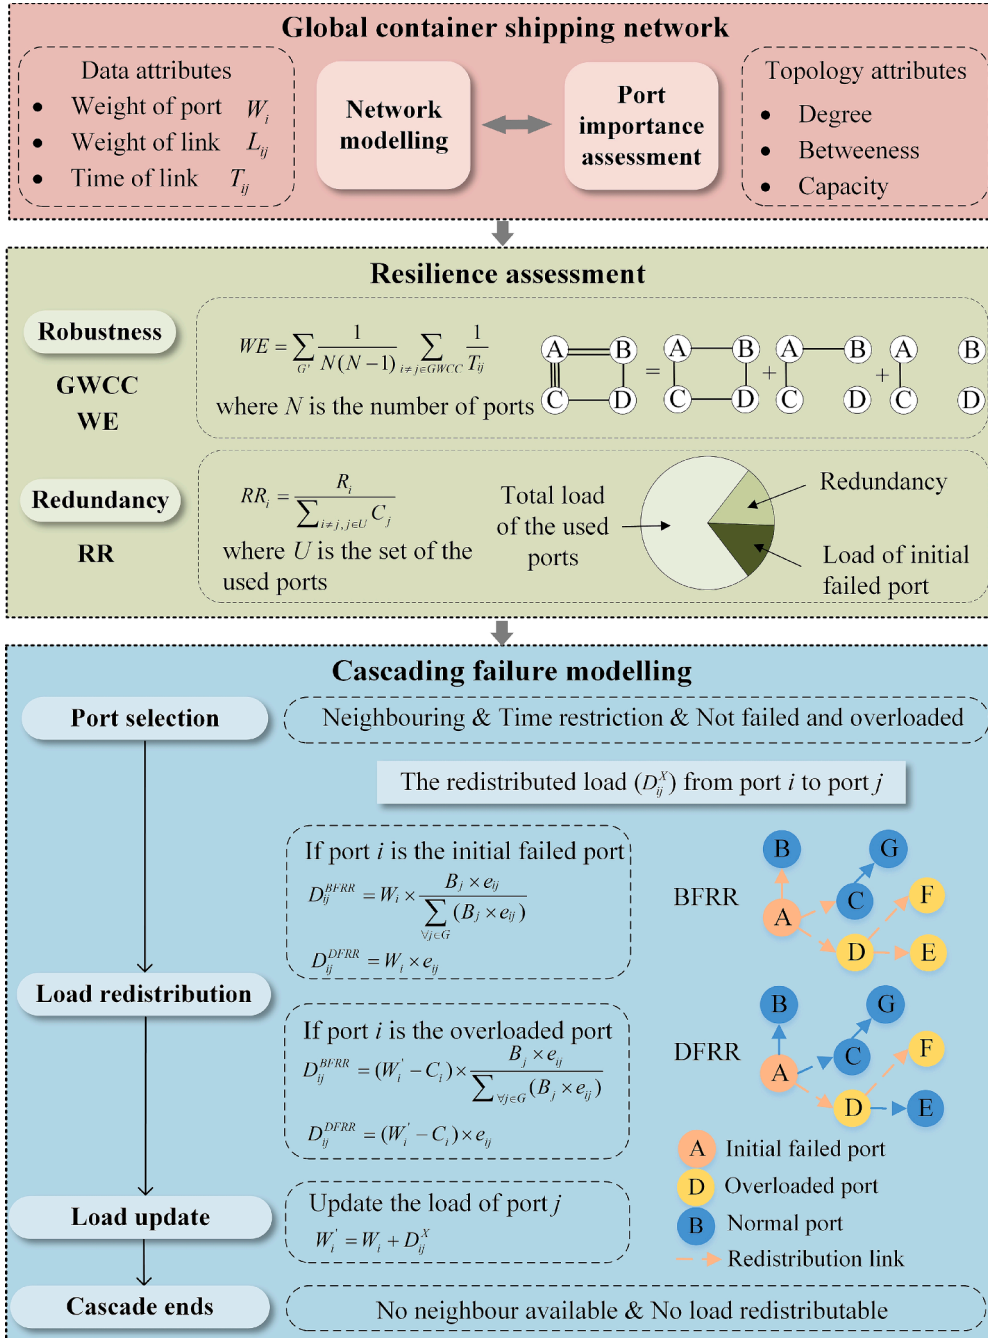 Global container shipping network
Data attributes
• Weight of port W_i
• Weight of link L_ij
• Time of link T_ij
Network
modelling
Port
importance
assessment
Topology attributes
• Degree
• Betweeness
• Capacity
Resilience assessment
Robustness
GWCC
WE
WE = ∑_{G'} 1/(N(N−1)) ∑_{i≠j∈GWCC} 1/T_ij
where N is the number of ports
A B = A B + A B + A B
C D C D C D C D
Redundancy
RR
RR_i = R_i / ∑_{i≠j, j∈U} C_j
where U is the set of the
used ports
Total load
of the used
ports
Redundancy
Load of initial
failed port
Cascading failure modelling
Port selection
Neighbouring & Time restriction & Not failed and overloaded
The redistributed load (D_ij^X) from port i to port j
Load redistribution
If port i is the initial failed port
D_ij^BFRR = W_i × (B_j × e_ij) / ∑_{∀j∈G} (B_j × e_ij)
D_ij^DFRR = W_i × e_ij
BFRR
B
G
A
C
F
D
E
If port i is the overloaded port
D_ij^BFRR = (W_i' − C_i) × (B_j × e_ij) / ∑_{∀j∈G} (B_j × e_ij)
D_ij^DFRR = (W_i' − C_i) × e_ij
DFRR
B
G
A
C
F
D
E
A Initial failed port
D Overloaded port
B Normal port
Redistribution link
Load update
Update the load of port j
W_i' = W_i + D_ij^X
Cascade ends
No neighbour available & No load redistributable